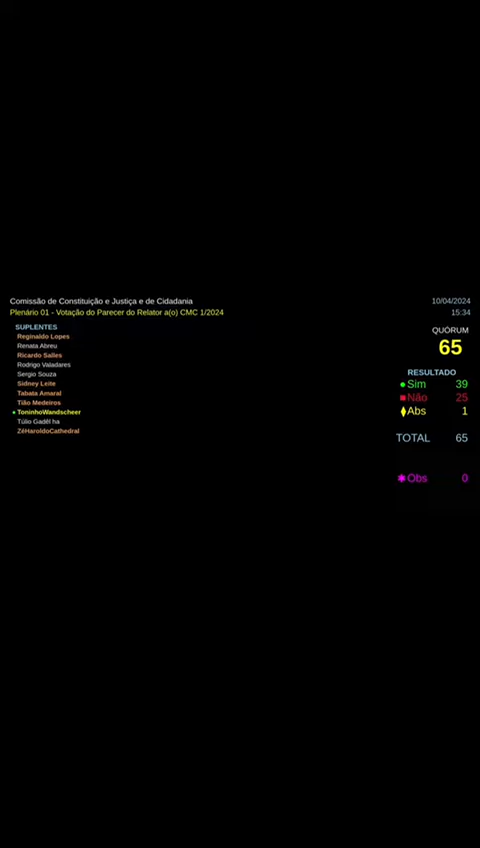 Comissão de Constituição e Justiça e de Cidadania
10/04/2024
Plenário 01 - Votação do Parecer do Relator a(o) CMC 1/2024
15:34
SUPLENTES
Reginaldo Lopes
Renata Abreu
Ricardo Salles
Rodrigo Valadares
Sergio Souza
Sidney Leite
Tabata Amaral
Tião Medeiros
ToninhoWandscheer
Túlio Gadêl ha
ZéHaroldoCathedral
QUÓRUM
65
RESULTADO
Sim 39
Não 25
Abs 1
TOTAL 65
Obs 0